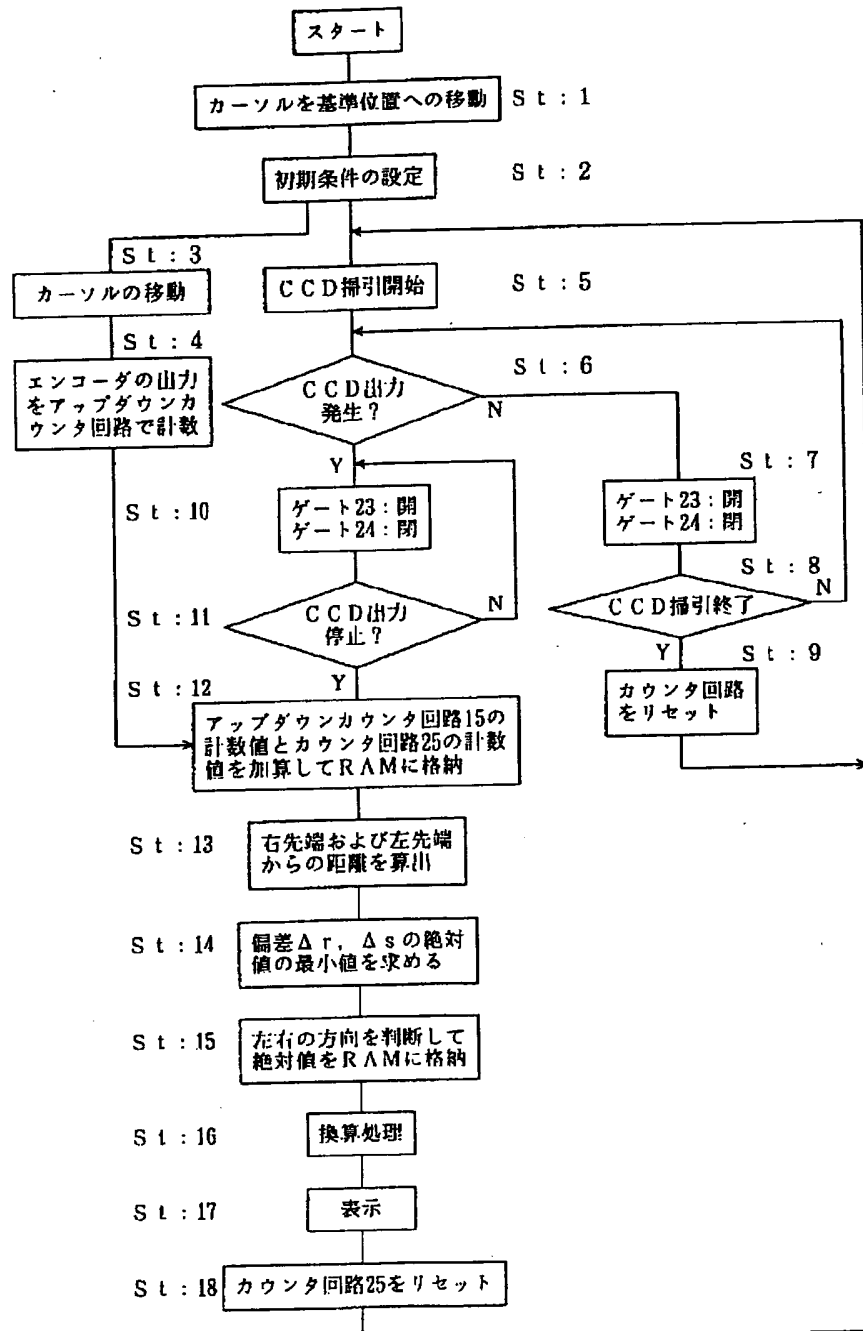 スタート
カーソルを基準位置への移動
St:1
初期条件の設定
St:2
St:3
カーソルの移動
St:4
エンコーダの出力
をアップダウンカ
ウンタ回路で計数
CCD掃引開始
St:5
CCD出力
発生?
St:6
N
Y
St:7
ゲート23:開
ゲート24:閉
St:8
CCD掃引終了
N
Y
St:9
カウンタ回路
をリセット
St:10
ゲート23:開
ゲート24:閉
St:11
CCD出力
停止?
N
Y
St:12
アップダウンカウンタ回路15の
計数値とカウンタ回路25の計数
値を加算してRAMに格納
St:13
右先端および左先端
からの距離を算出
St:14
偏差Δr,Δsの絶対
値の最小値を求める
St:15
左右の方向を判断して
絶対値をRAMに格納
St:16
換算処理
St:17
表示
St:18
カウンタ回路25をリセット